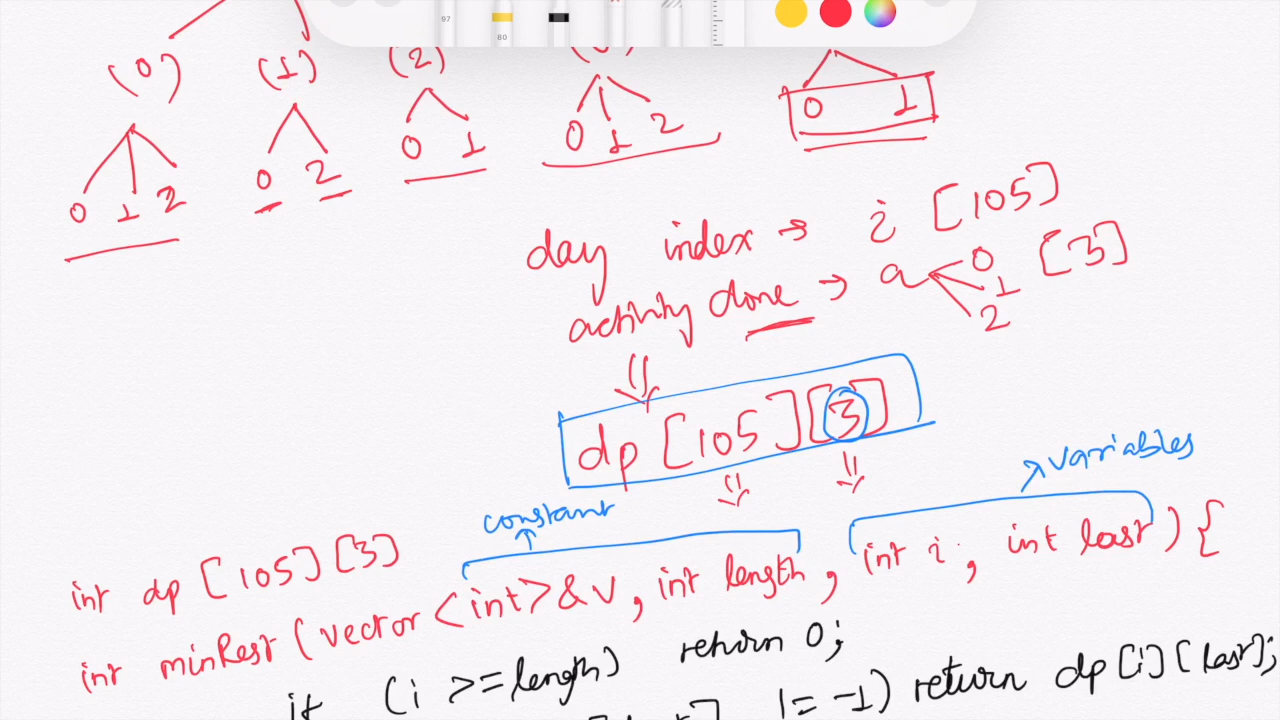 97
80
(0) (1) (2)
0 1
0 1 2
0 1
0 2
0 1 2
day index → i [105]
activity done → a 0 1 2 [3]
dp [105][3]
variables
constant
int dp [105][3]
int minRest (vector<int>&v, int length, int i, int last) {
if (i >=length) return 0;
!= -1) return dp[i][last];